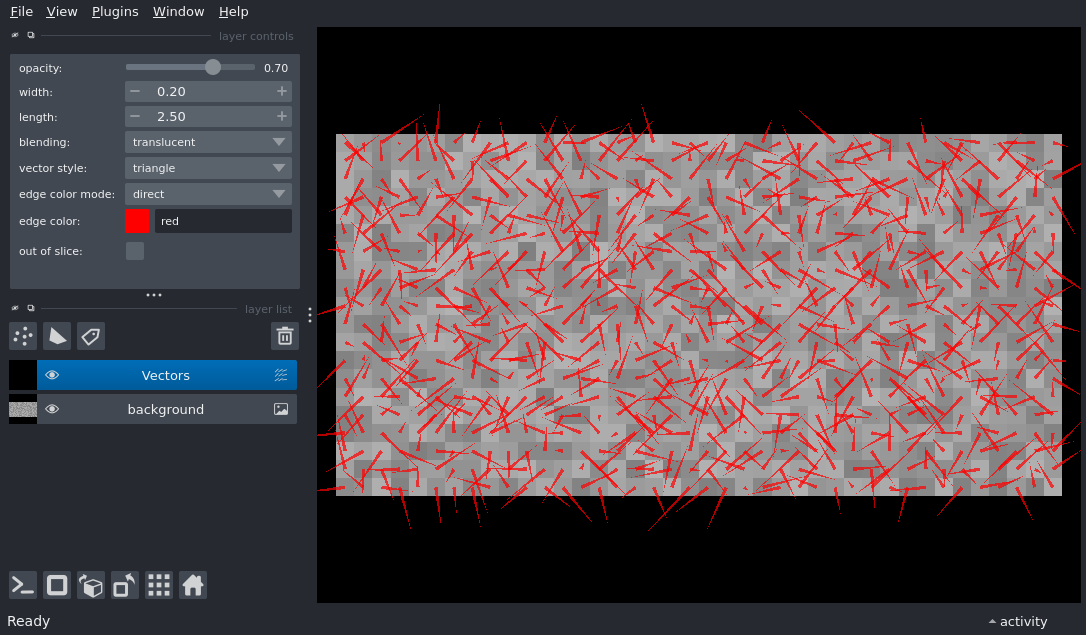 File View Plugins Window Help
layer controls
opacity: 0.70
width: − 0.20 +
length: − 2.50 +
blending: translucent
vector style: triangle
edge color mode: direct
edge color: red
out of slice:
layer list
Vectors
background
Ready
activity